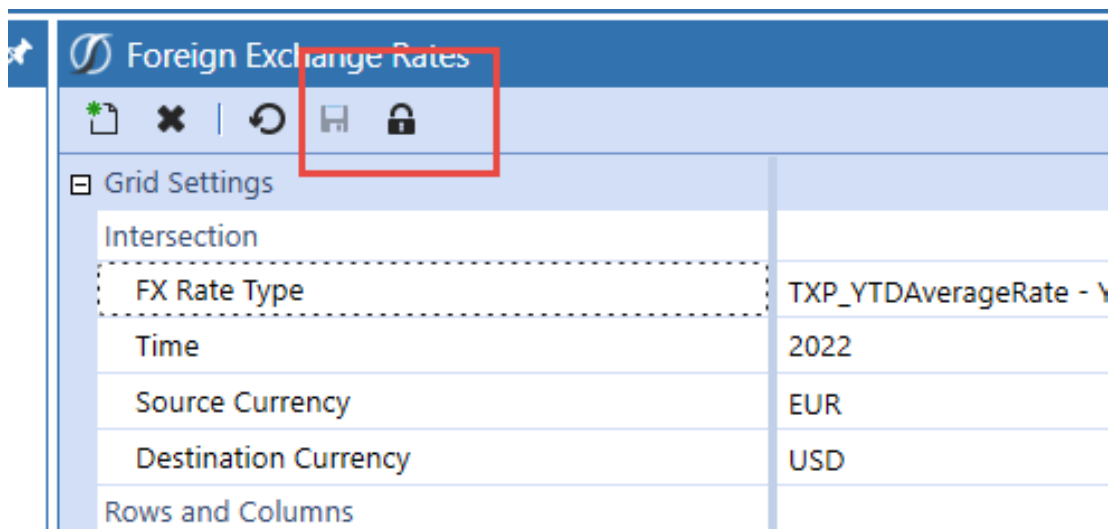 Foreign Exchange Rates
Grid Settings
Intersection
FX Rate Type TXP_YTDAverageRate -
Time 2022
Source Currency EUR
Destination Currency USD
Rows and Columns